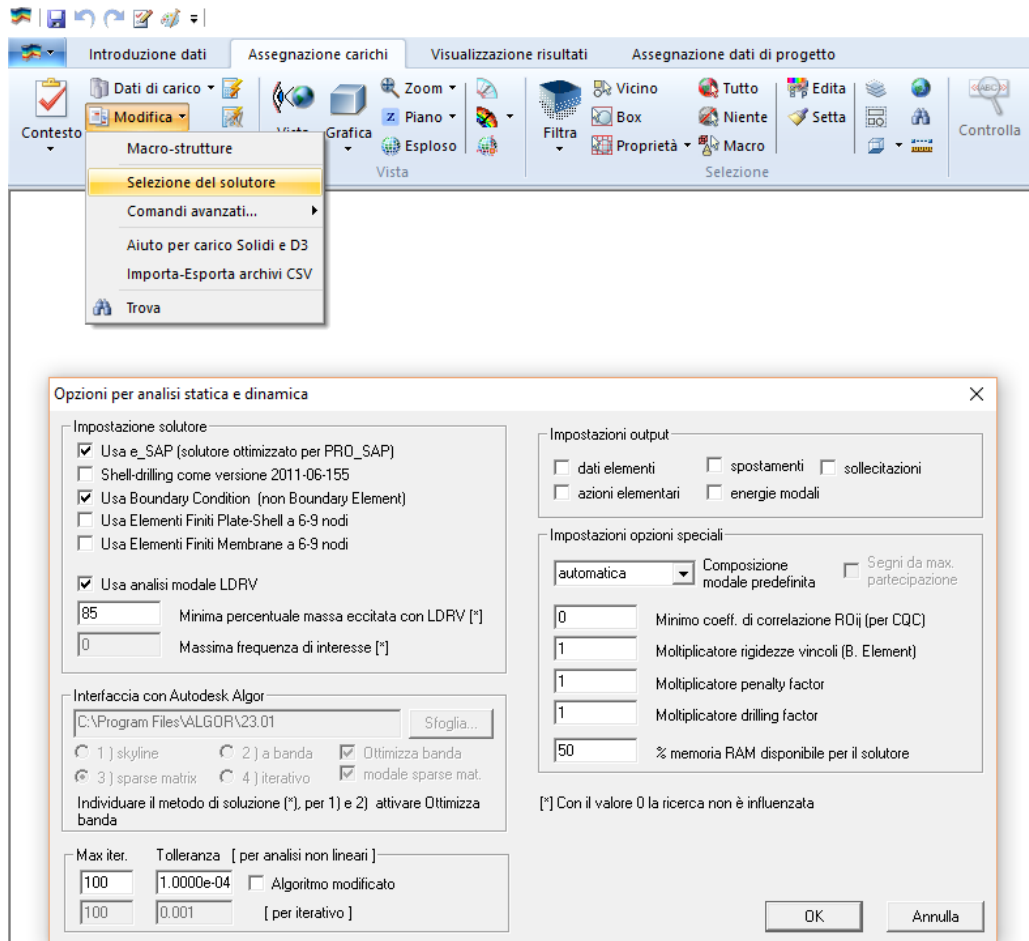 Introduzione dati Assegnazione carichi Visualizzazione risultati Assegnazione dati di progetto
Contesto
Dati di carico
Modifica
Grafica
Zoom
Piano
Esploso
Vista
Filtra
Vicino
Box
Proprietà
Tutto
Niente
Macro
Edita
Setta
Selezione
Controlla
Macro-strutture
Selezione del solutore
Comandi avanzati...
Aiuto per carico Solidi e D3
Importa-Esporta archivi CSV
Trova
Opzioni per analisi statica e dinamica
Impostazione solutore
Usa e_SAP (solutore ottimizzato per PRO_SAP)
Shell-drilling come versione 2011-06-155
Usa Boundary Condition (non Boundary Element)
Usa Elementi Finiti Plate-Shell a 6-9 nodi
Usa Elementi Finiti Membrane a 6-9 nodi
Usa analisi modale LDRV
85 Minima percentuale massa eccitata con LDRV [*]
0 Massima frequenza di interesse [*]
Interfaccia con Autodesk Algor
C:\Program Files\ALGOR\23.01 Sfoglia...
1 ) skyline 2 ) a banda Ottimizza banda
3 ) sparse matrix 4 ) iterativo modale sparse mat.
Individuare il metodo di soluzione (*), per 1) e 2) attivare Ottimizza
banda
Max iter. Tolleranza [ per analisi non lineari ]
100 1.0000e-04 Algoritmo modificato
100 0.001 [ per iterativo ]
Impostazioni output
dati elementi spostamenti sollecitazioni
azioni elementari energie modali
Impostazioni opzioni speciali
automatica Composizione
modale predefinita
Segni da max.
partecipazione
0 Minimo coeff. di correlazione ROij (per CQC)
1 Moltiplicatore rigidezze vincoli (B. Element)
1 Moltiplicatore penalty factor
1 Moltiplicatore drilling factor
50 % memoria RAM disponibile per il solutore
[*] Con il valore 0 la ricerca non è influenzata
OK Annulla